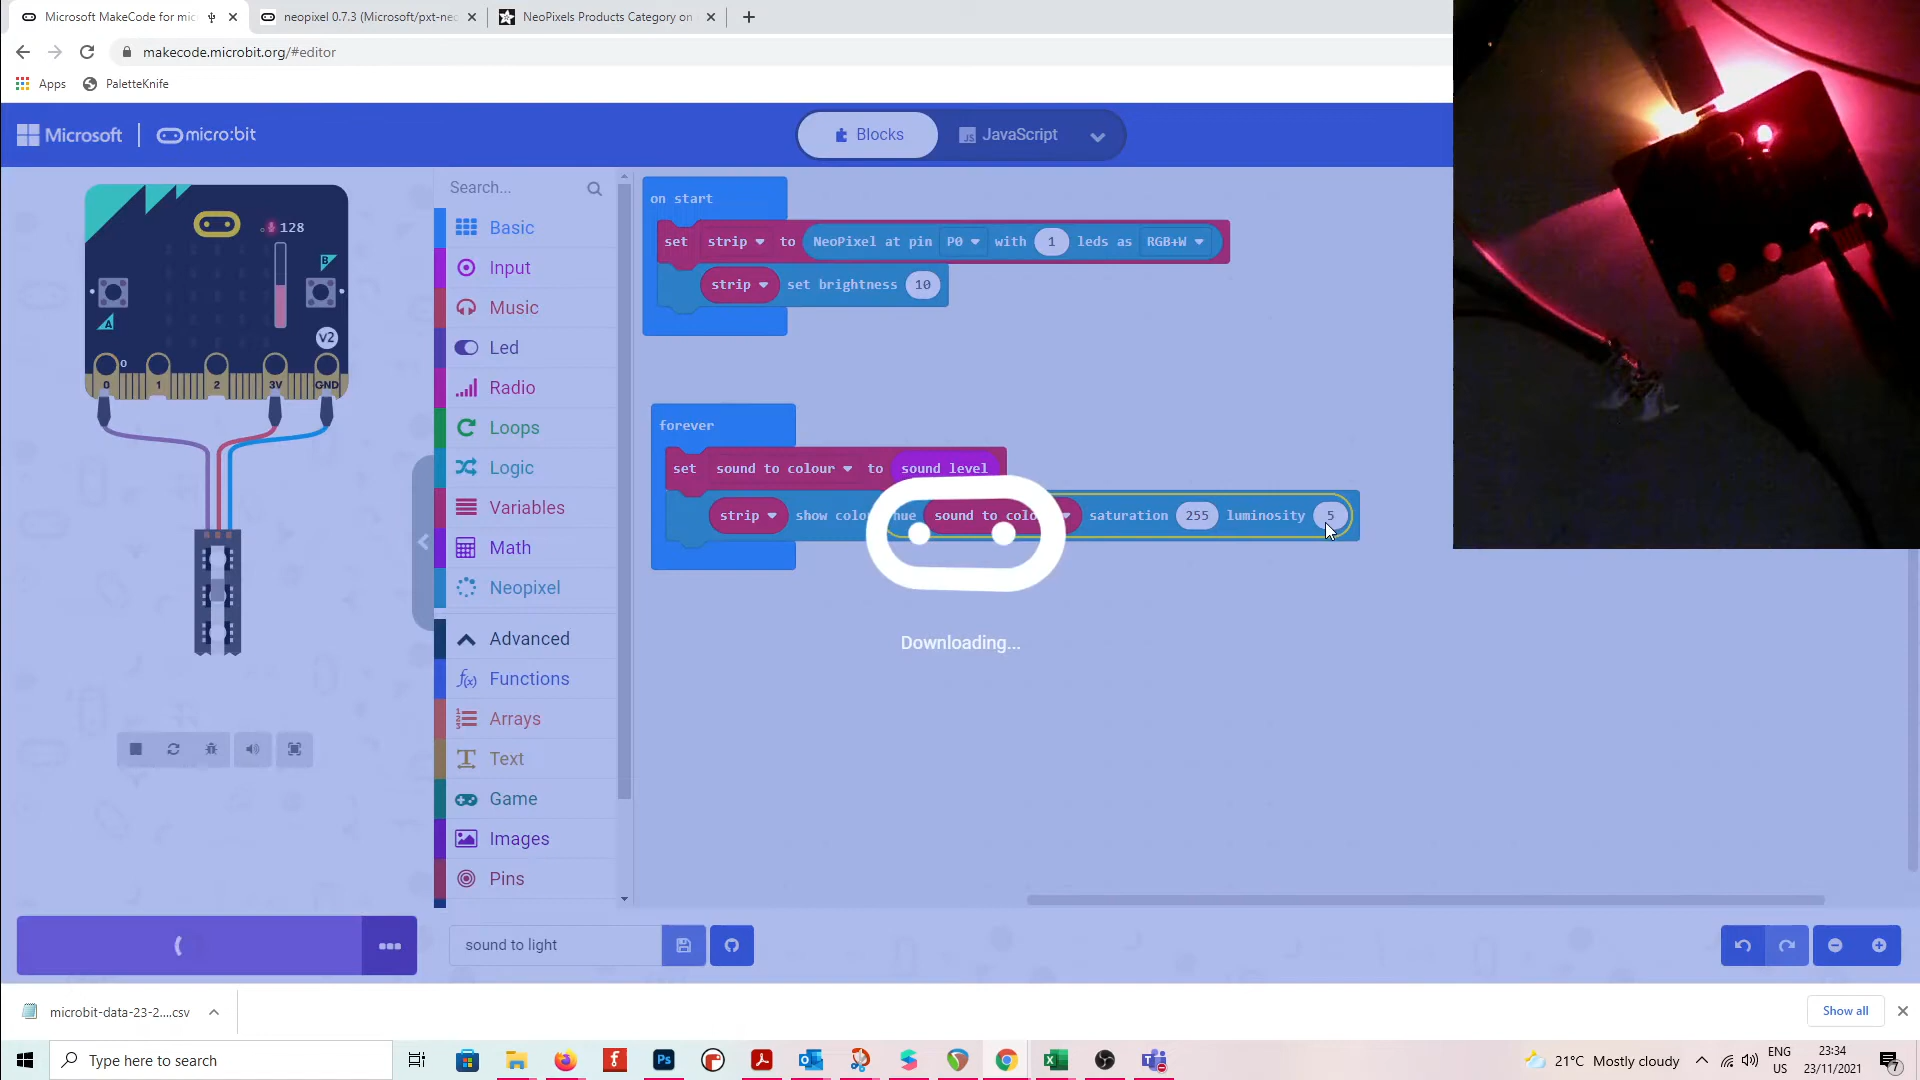 Microsoft MakeCode for mic
neopixel 0.7.3 (Microsoft/pxt-neo
NeoPixels Products Category on
makecode.microbit.org/#editor
Apps
PaletteKnife
Microsoft
micro:bit
Blocks
JS
JavaScript
128
B
A
V2
0
0
1
2
3V
GND
Search...
Basic
Input
Music
Led
Radio
Loops
Logic
Variables
Math
Neopixel
Advanced
f(x) Functions
Arrays
Text
Game
Images
Pins
on start
set strip to NeoPixel at pin P0 with 1 leds as RGB+W
strip set brightness 10
forever
set sound to colour to sound level
strip show colou hue sound to colo saturation 255 luminosity 5
Downloading...
sound to light
microbit-data-23-2....csv
Show all
Type here to search
21°C Mostly cloudy
ENG
US
23:34
23/11/2021
7